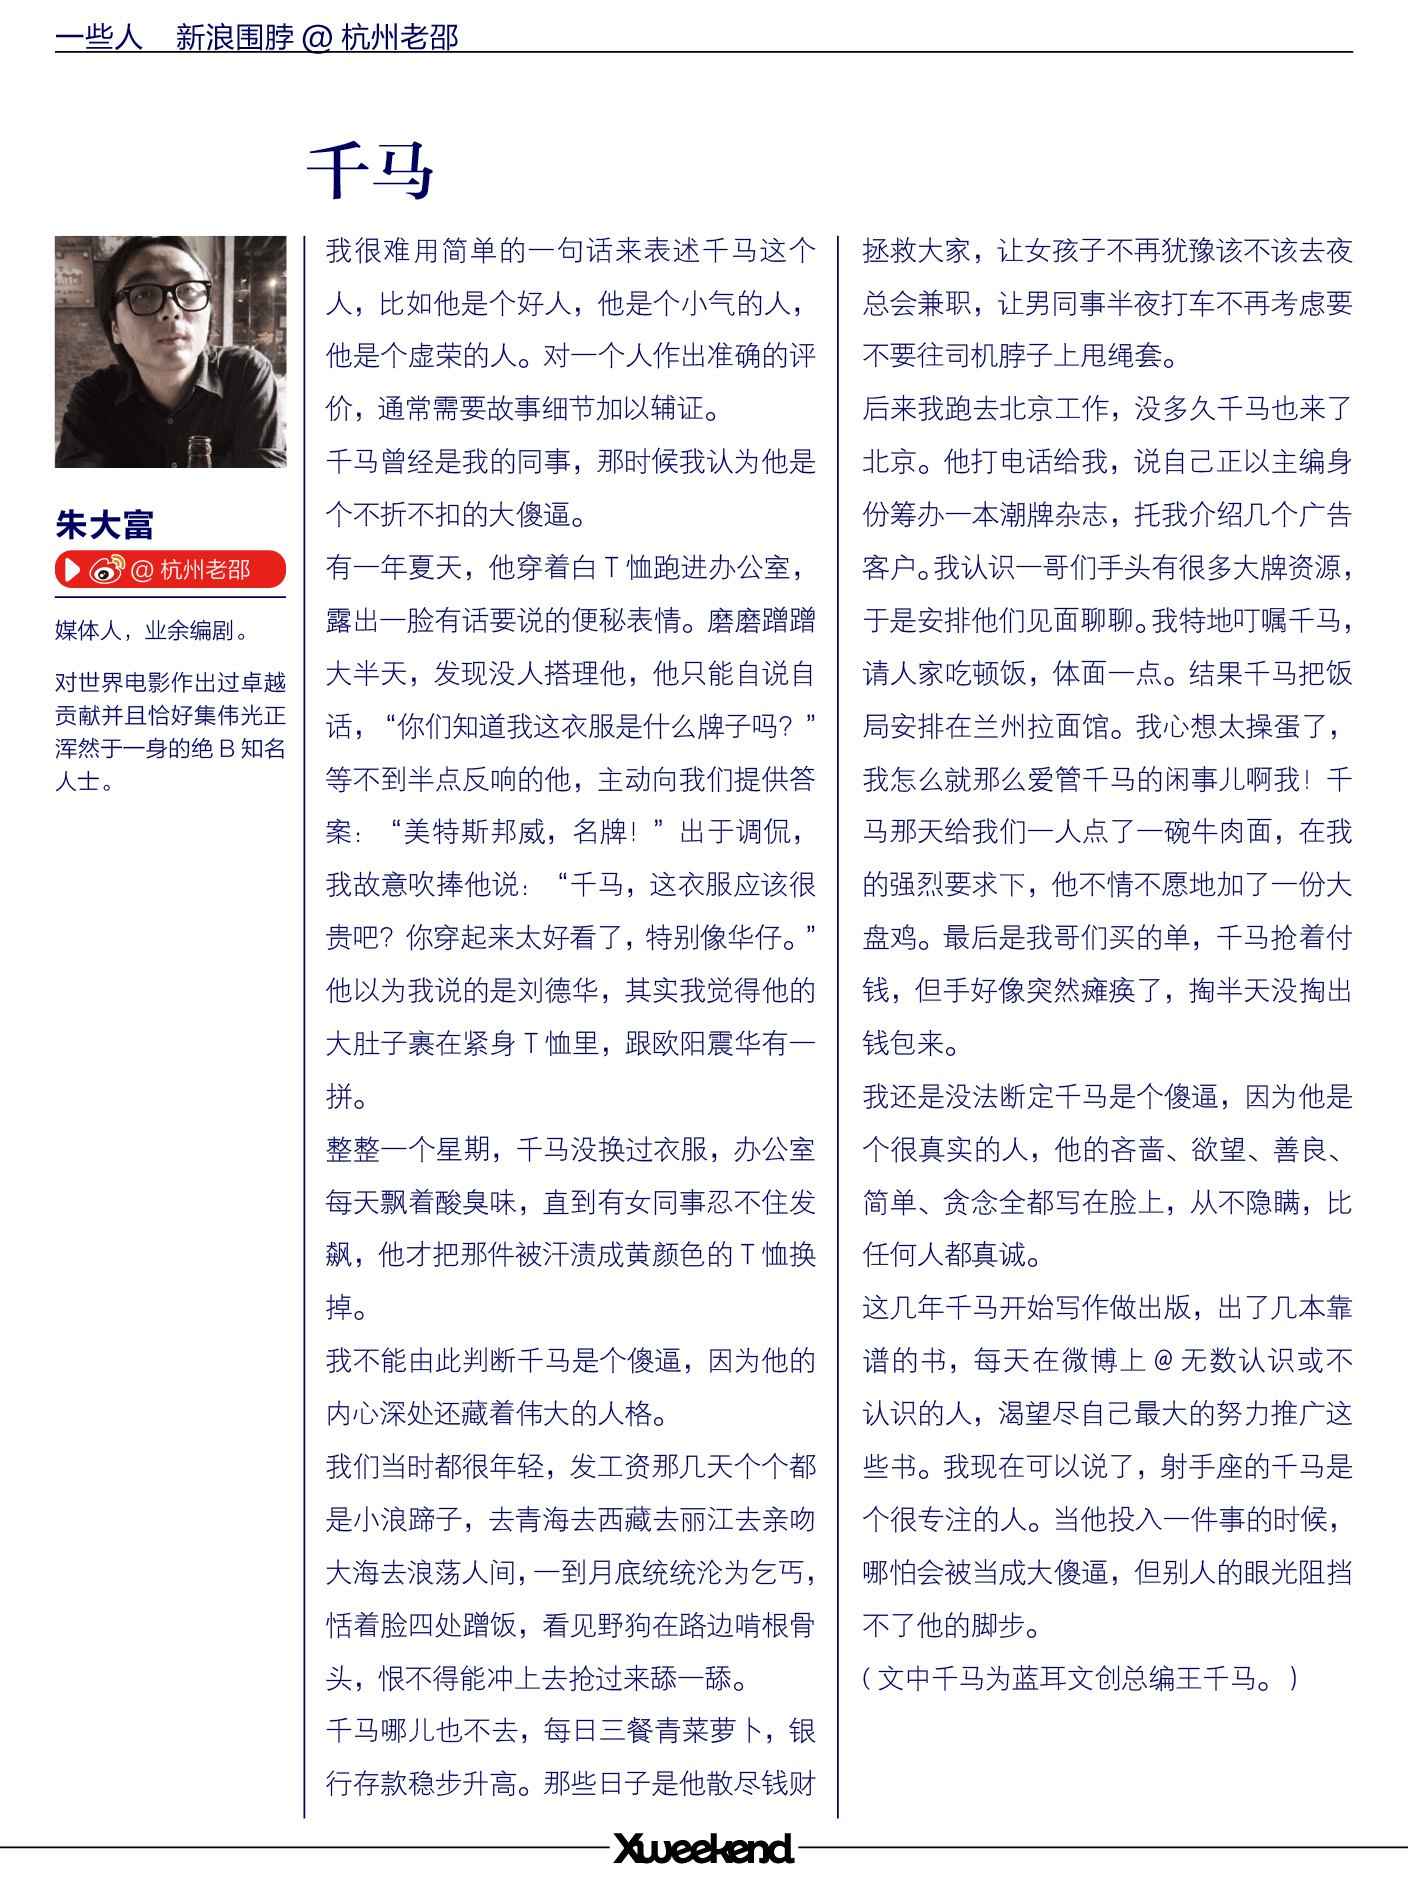 一些人 新浪围脖 @ 杭州老邵
千马
朱大富
@ 杭州老邵
媒体人，业余编剧。
对世界电影作出过卓越
贡献并且恰好集伟光正
浑然于一身的绝 B 知名
人士。
我很难用简单的一句话来表述千马这个
人，比如他是个好人，他是个小气的人，
他是个虚荣的人。对一个人作出准确的评
价，通常需要故事细节加以辅证。
千马曾经是我的同事，那时候我认为他是
个不折不扣的大傻逼。
有一年夏天，他穿着白 T 恤跑进办公室，
露出一脸有话要说的便秘表情。磨磨蹭蹭
大半天，发现没人搭理他，他只能自说自
话，“你们知道我这衣服是什么牌子吗？”
等不到半点反响的他，主动向我们提供答
案：“美特斯邦威，名牌！”出于调侃，
我故意吹捧他说：“千马，这衣服应该很
贵吧？你穿起来太好看了，特别像华仔。”
他以为我说的是刘德华，其实我觉得他的
大肚子裹在紧身 T 恤里，跟欧阳震华有一
拼。
整整一个星期，千马没换过衣服，办公室
每天飘着酸臭味，直到有女同事忍不住发
飙，他才把那件被汗渍成黄颜色的 T 恤换
掉。
我不能由此判断千马是个傻逼，因为他的
内心深处还藏着伟大的人格。
我们当时都很年轻，发工资那几天个个都
是小浪蹄子，去青海去西藏去丽江去亲吻
大海去浪荡人间，一到月底统统沦为乞丐，
恬着脸四处蹭饭，看见野狗在路边啃根骨
头，恨不得能冲上去抢过来舔一舔。
千马哪儿也不去，每日三餐青菜萝卜，银
行存款稳步升高。那些日子是他散尽钱财
拯救大家，让女孩子不再犹豫该不该去夜
总会兼职，让男同事半夜打车不再考虑要
不要往司机脖子上甩绳套。
后来我跑去北京工作，没多久千马也来了
北京。他打电话给我，说自己正以主编身
份筹办一本潮牌杂志，托我介绍几个广告
客户。我认识一哥们手头有很多大牌资源，
于是安排他们见面聊聊。我特地叮嘱千马，
请人家吃顿饭，体面一点。结果千马把饭
局安排在兰州拉面馆。我心想太操蛋了，
我怎么就那么爱管千马的闲事儿啊我！千
马那天给我们一人点了一碗牛肉面，在我
的强烈要求下，他不情不愿地加了一份大
盘鸡。最后是我哥们买的单，千马抢着付
钱，但手好像突然瘫痪了，掏半天没掏出
钱包来。
我还是没法断定千马是个傻逼，因为他是
个很真实的人，他的吝啬、欲望、善良、
简单、贪念全都写在脸上，从不隐瞒，比
任何人都真诚。
这几年千马开始写作做出版，出了几本靠
谱的书，每天在微博上 @ 无数认识或不
认识的人，渴望尽自己最大的努力推广这
些书。我现在可以说了，射手座的千马是
个很专注的人。当他投入一件事的时候，
哪怕会被当成大傻逼，但别人的眼光阻挡
不了他的脚步。
（文中千马为蓝耳文创总编王千马。）
Xweekend